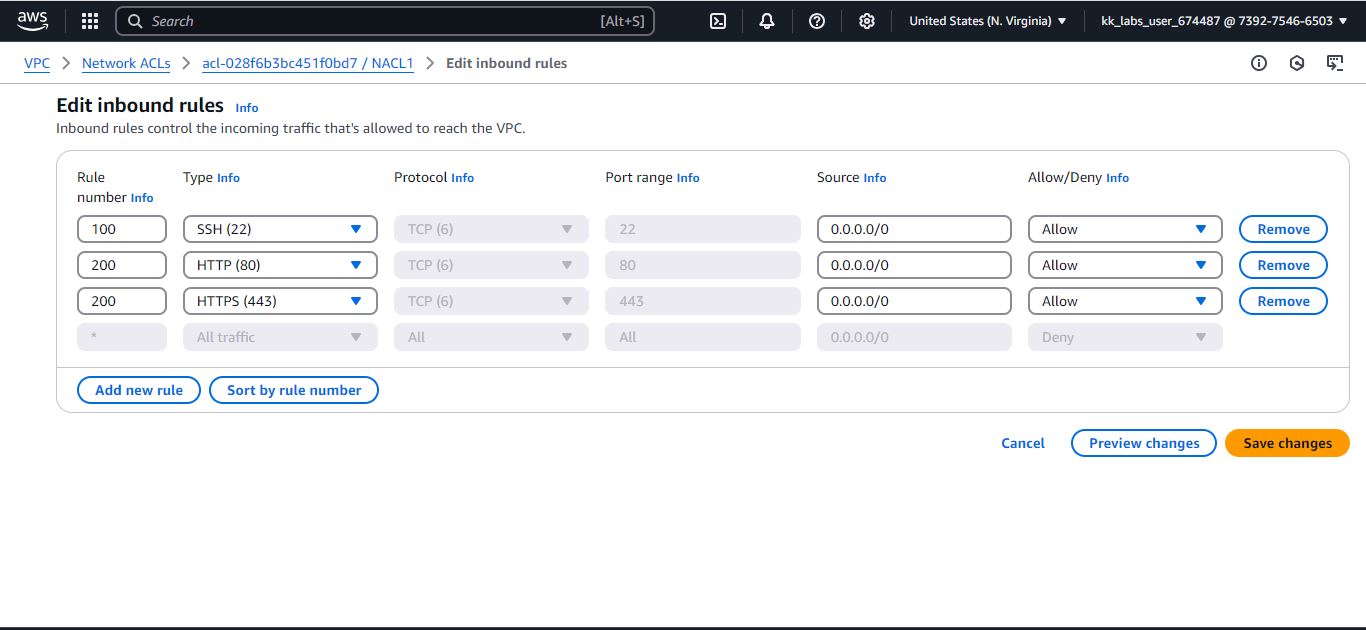 aws Search [Alt+S] United States (N. Virginia) kk_labs_user_674487 @ 7392-7546-6503
VPC Network ACLs acl-028f6b3bc451f0bd7 / NACL1 Edit inbound rules
Edit inbound rules Info
Inbound rules control the incoming traffic that's allowed to reach the VPC.
Rule number Info Type Info Protocol Info Port range Info Source Info Allow/Deny Info
100 SSH (22) TCP (6) 22 0.0.0.0/0 Allow Remove
200 HTTP (80) TCP (6) 80 0.0.0.0/0 Allow Remove
200 HTTPS (443) TCP (6) 443 0.0.0.0/0 Allow Remove
* All traffic All All 0.0.0.0/0 Deny
Add new rule Sort by rule number
Cancel Preview changes Save changes